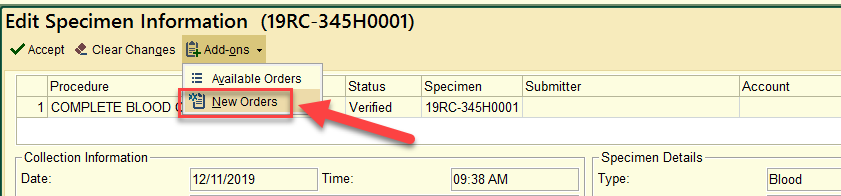 Edit Specimen Information (19RC-345H0001)
Accept Clear Changes Add-ons
Available Orders
New Orders
Procedure Status Specimen Submitter Account
1 COMPLETE BLOOD Verified 19RC-345H0001
Collection Information Specimen Details
Date: 12/11/2019 Time: 09:38 AM Type: Blood